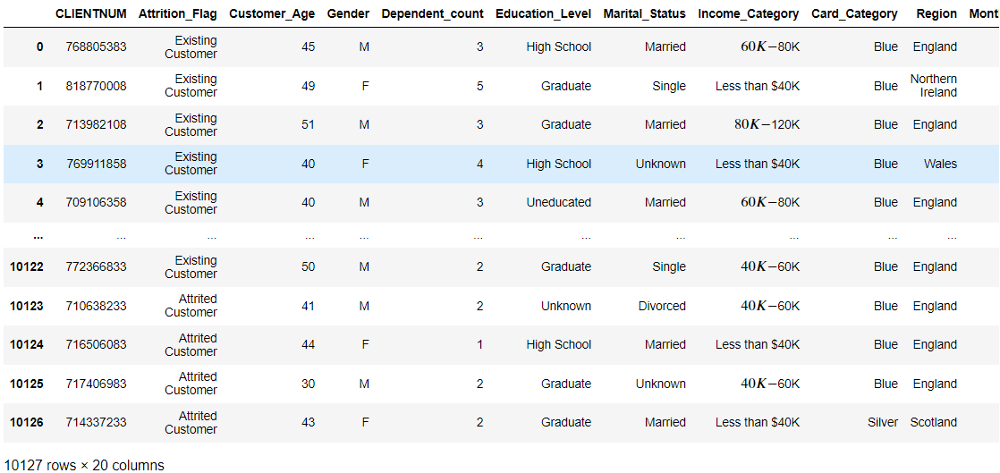 CLIENTNUM Attrition_Flag Customer_Age Gender Dependent_count Education_Level Marital_Status Income_Category Card_Category Region Mont
0 768805383 Existing Customer 45 M 3 High School Married 60K−80K Blue England
1 818770008 Existing Customer 49 F 5 Graduate Single Less than $40K Blue Northern Ireland
2 713982108 Existing Customer 51 M 3 Graduate Married 80K−120K Blue England
3 769911858 Existing Customer 40 F 4 High School Unknown Less than $40K Blue Wales
4 709106358 Existing Customer 40 M 3 Uneducated Married 60K−80K Blue England
... ... ... ... ... ... ... ... ... ... ...
10122 772366833 Existing Customer 50 M 2 Graduate Single 40K−60K Blue England
10123 710638233 Attrited Customer 41 M 2 Unknown Divorced 40K−60K Blue England
10124 716506083 Attrited Customer 44 F 1 High School Married Less than $40K Blue England
10125 717406983 Attrited Customer 30 M 2 Graduate Unknown 40K−60K Blue England
10126 714337233 Attrited Customer 43 F 2 Graduate Married Less than $40K Silver Scotland
10127 rows × 20 columns